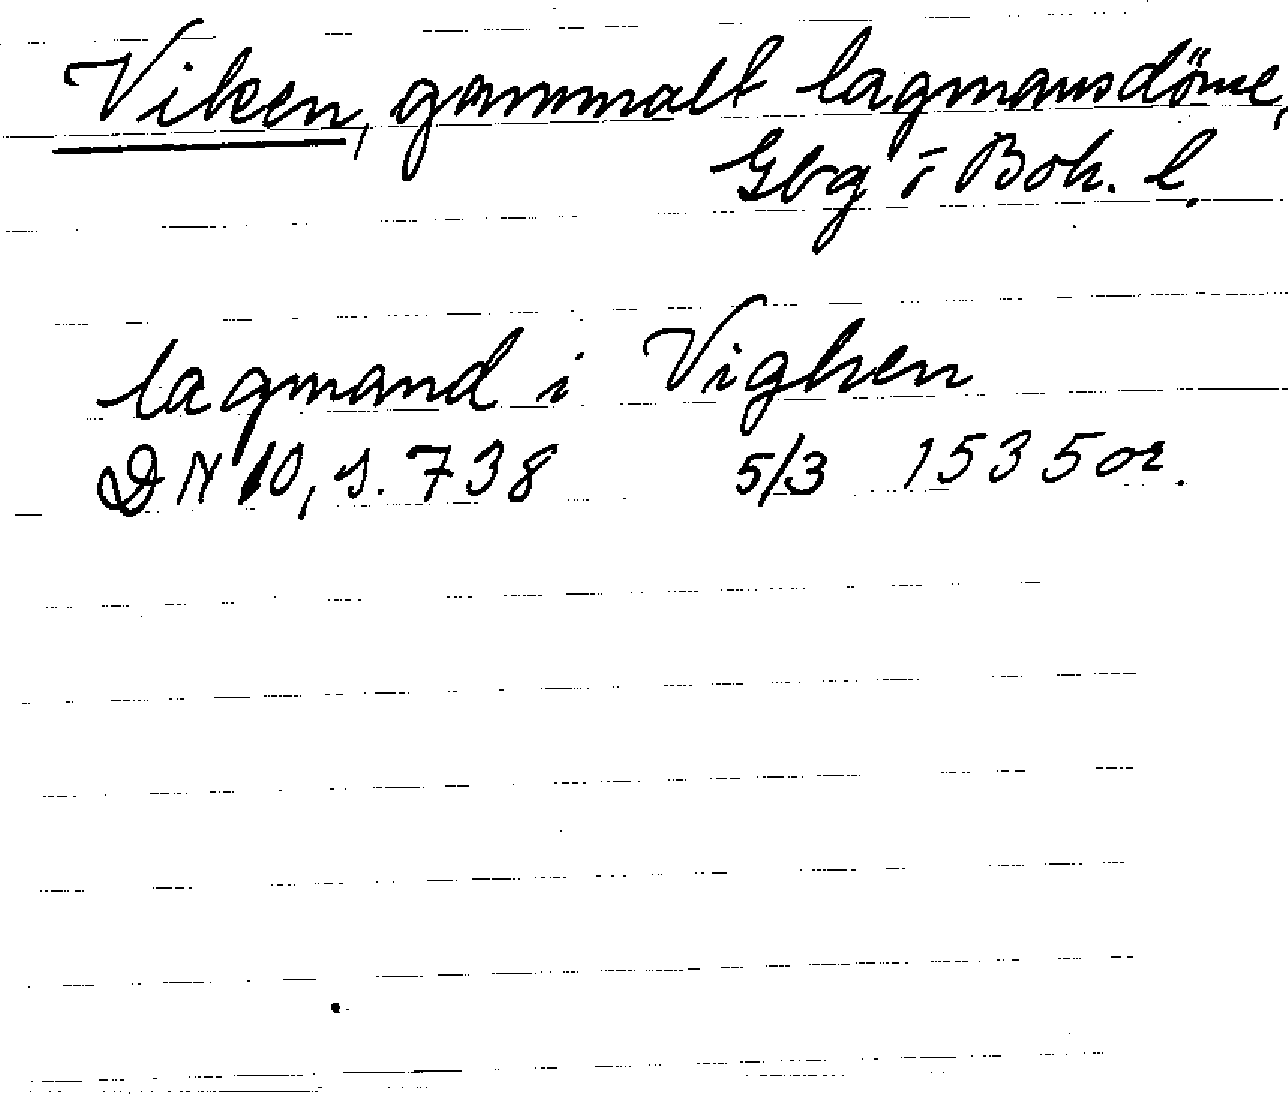 Viken, gammalt lagmansdöme,
Gbg ī Boh. l.
lagmand i Vighen
DN 10, s. 738 5/3 1535 or.